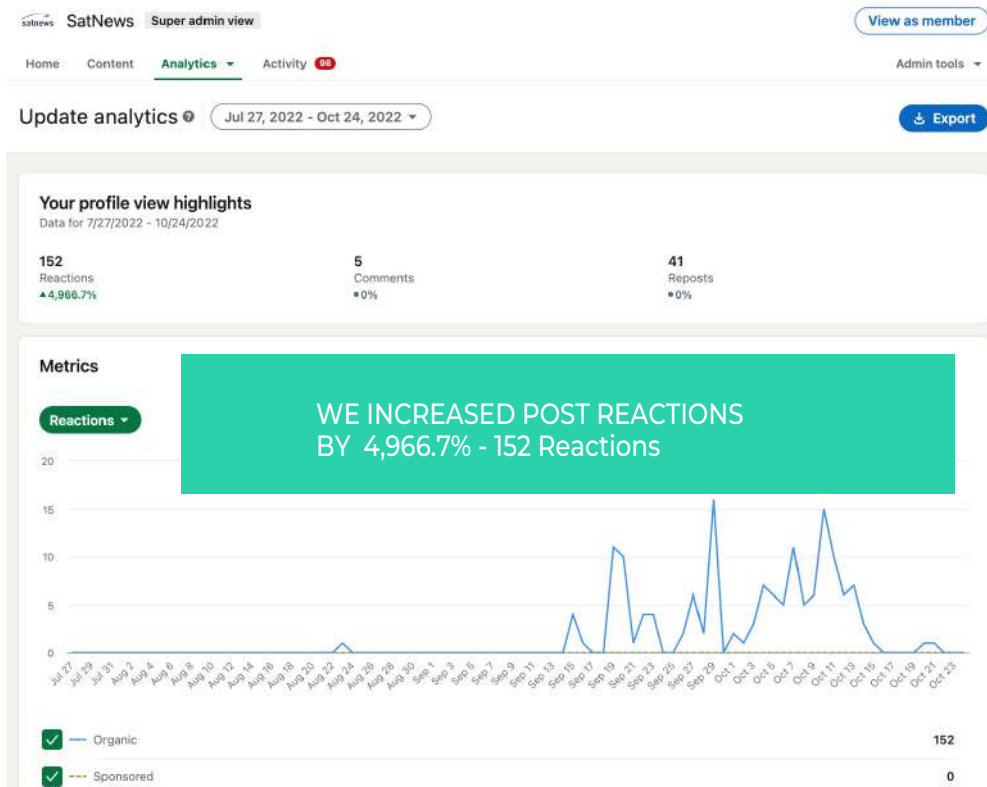 satnews SatNews Super admin view View as member
Home Content Analytics Activity 98 Admin tools
Update analytics Jul 27, 2022 - Oct 24, 2022 Export
Your profile view highlights
Data for 7/27/2022 - 10/24/2022
152 5 41
Reactions Comments Reposts
▲4,966.7% •0% •0%
Metrics
Reactions
WE INCREASED POST REACTIONS
BY 4,966.7% - 152 Reactions
20
15
10
5
0
Jul 27 Jul 29 Jul 31 Aug 2 Aug 4 Aug 6 Aug 8 Aug 10 Aug 12 Aug 14 Aug 16 Aug 18 Aug 20 Aug 22 Aug 24 Aug 26 Aug 28 Aug 30 Sep 1 Sep 3 Sep 5 Sep 7 Sep 9 Sep 11 Sep 13 Sep 15 Sep 17 Sep 19 Sep 21 Sep 23 Sep 25 Sep 27 Sep 29 Oct 1 Oct 3 Oct 5 Oct 7 Oct 9 Oct 11 Oct 13 Oct 15 Oct 17 Oct 19 Oct 21 Oct 23
Organic 152
Sponsored 0